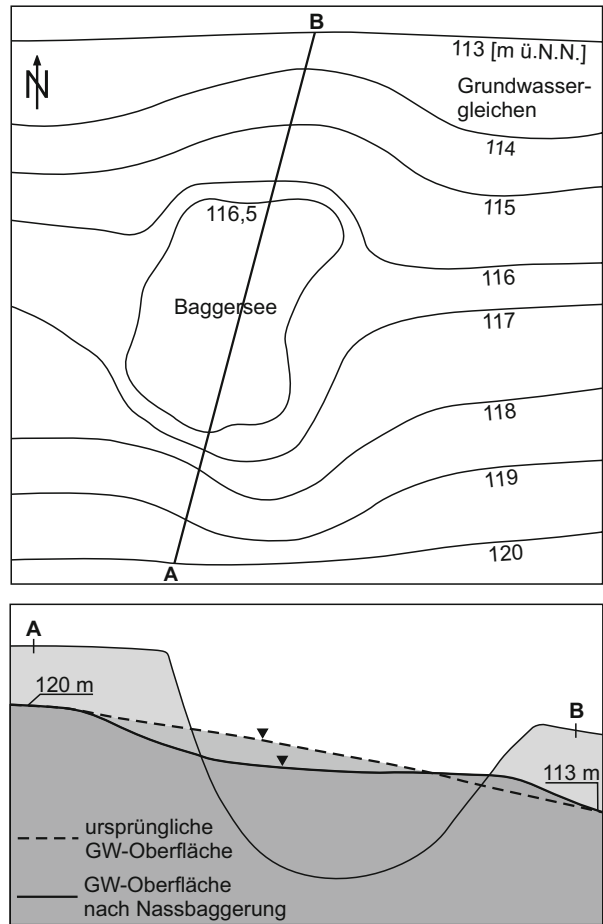 B
113 [m ü.N.N.]
N
Grundwasser-
gleichen
114
116,5
115
116
Baggersee
117
118
119
120
A
A
B
120 m
113 m
ursprüngliche
GW-Oberfläche
GW-Oberfläche
nach Nassbaggerung